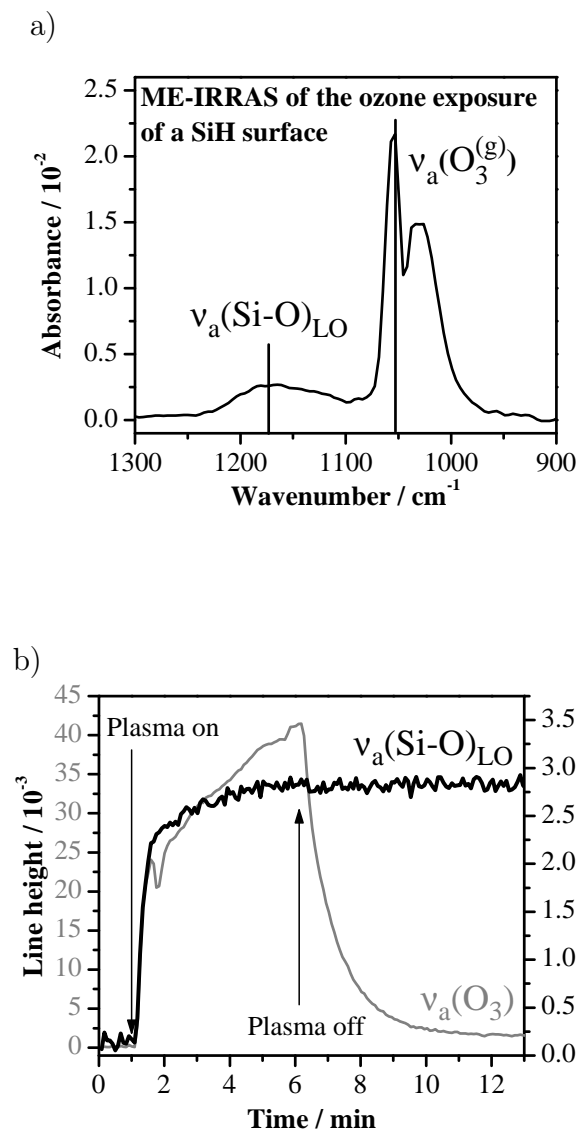 a)
ME-IRRAS of the ozone exposure
of a SiH surface
νa(O3(g))
νa(Si-O)LO
Absorbance / 10-2
2.5
2.0
1.5
1.0
0.5
0.0
1300 1200 1100 1000 900
Wavenumber / cm-1
b)
Plasma on
νa(Si-O)LO
νa(O3)
Plasma off
Line height / 10-3
45
40
35
30
25
20
15
10
5
0
3.5
3.0
2.5
2.0
1.5
1.0
0.5
0.0
0 2 4 6 8 10 12
Time / min